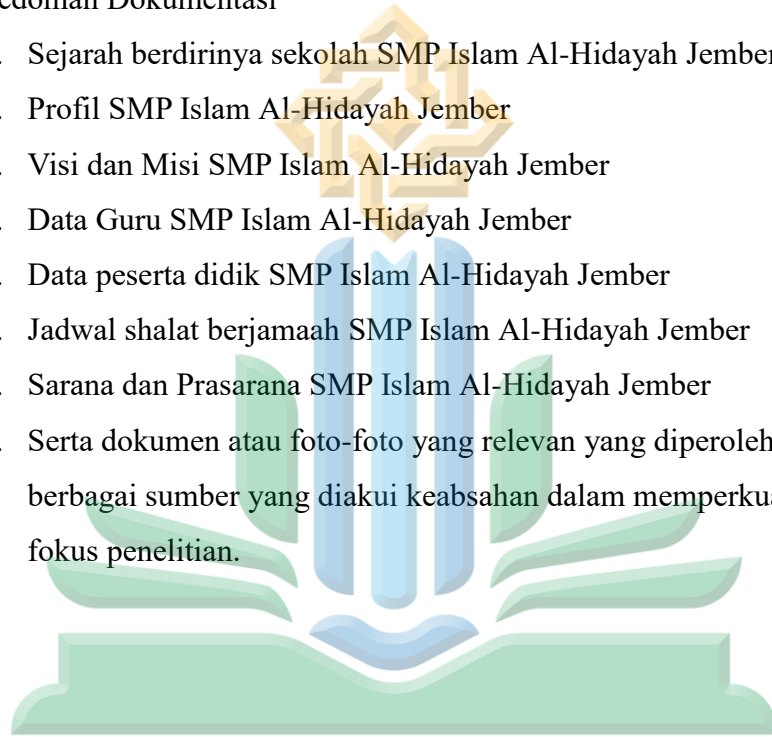 edoman Dokumentasi
. Sejarah berdirinya sekolah SMP Islam Al-Hidayah Jember
. Profil SMP Islam Al-Hidayah Jember
. Visi dan Misi SMP Islam Al-Hidayah Jember
. Data Guru SMP Islam Al-Hidayah Jember
. Data peserta didik SMP Islam Al-Hidayah Jember
. Jadwal shalat berjamaah SMP Islam Al-Hidayah Jember
. Sarana dan Prasarana SMP Islam Al-Hidayah Jember
. Serta dokumen atau foto-foto yang relevan yang diperoleh
berbagai sumber yang diakui keabsahan dalam memperkua
fokus penelitian.